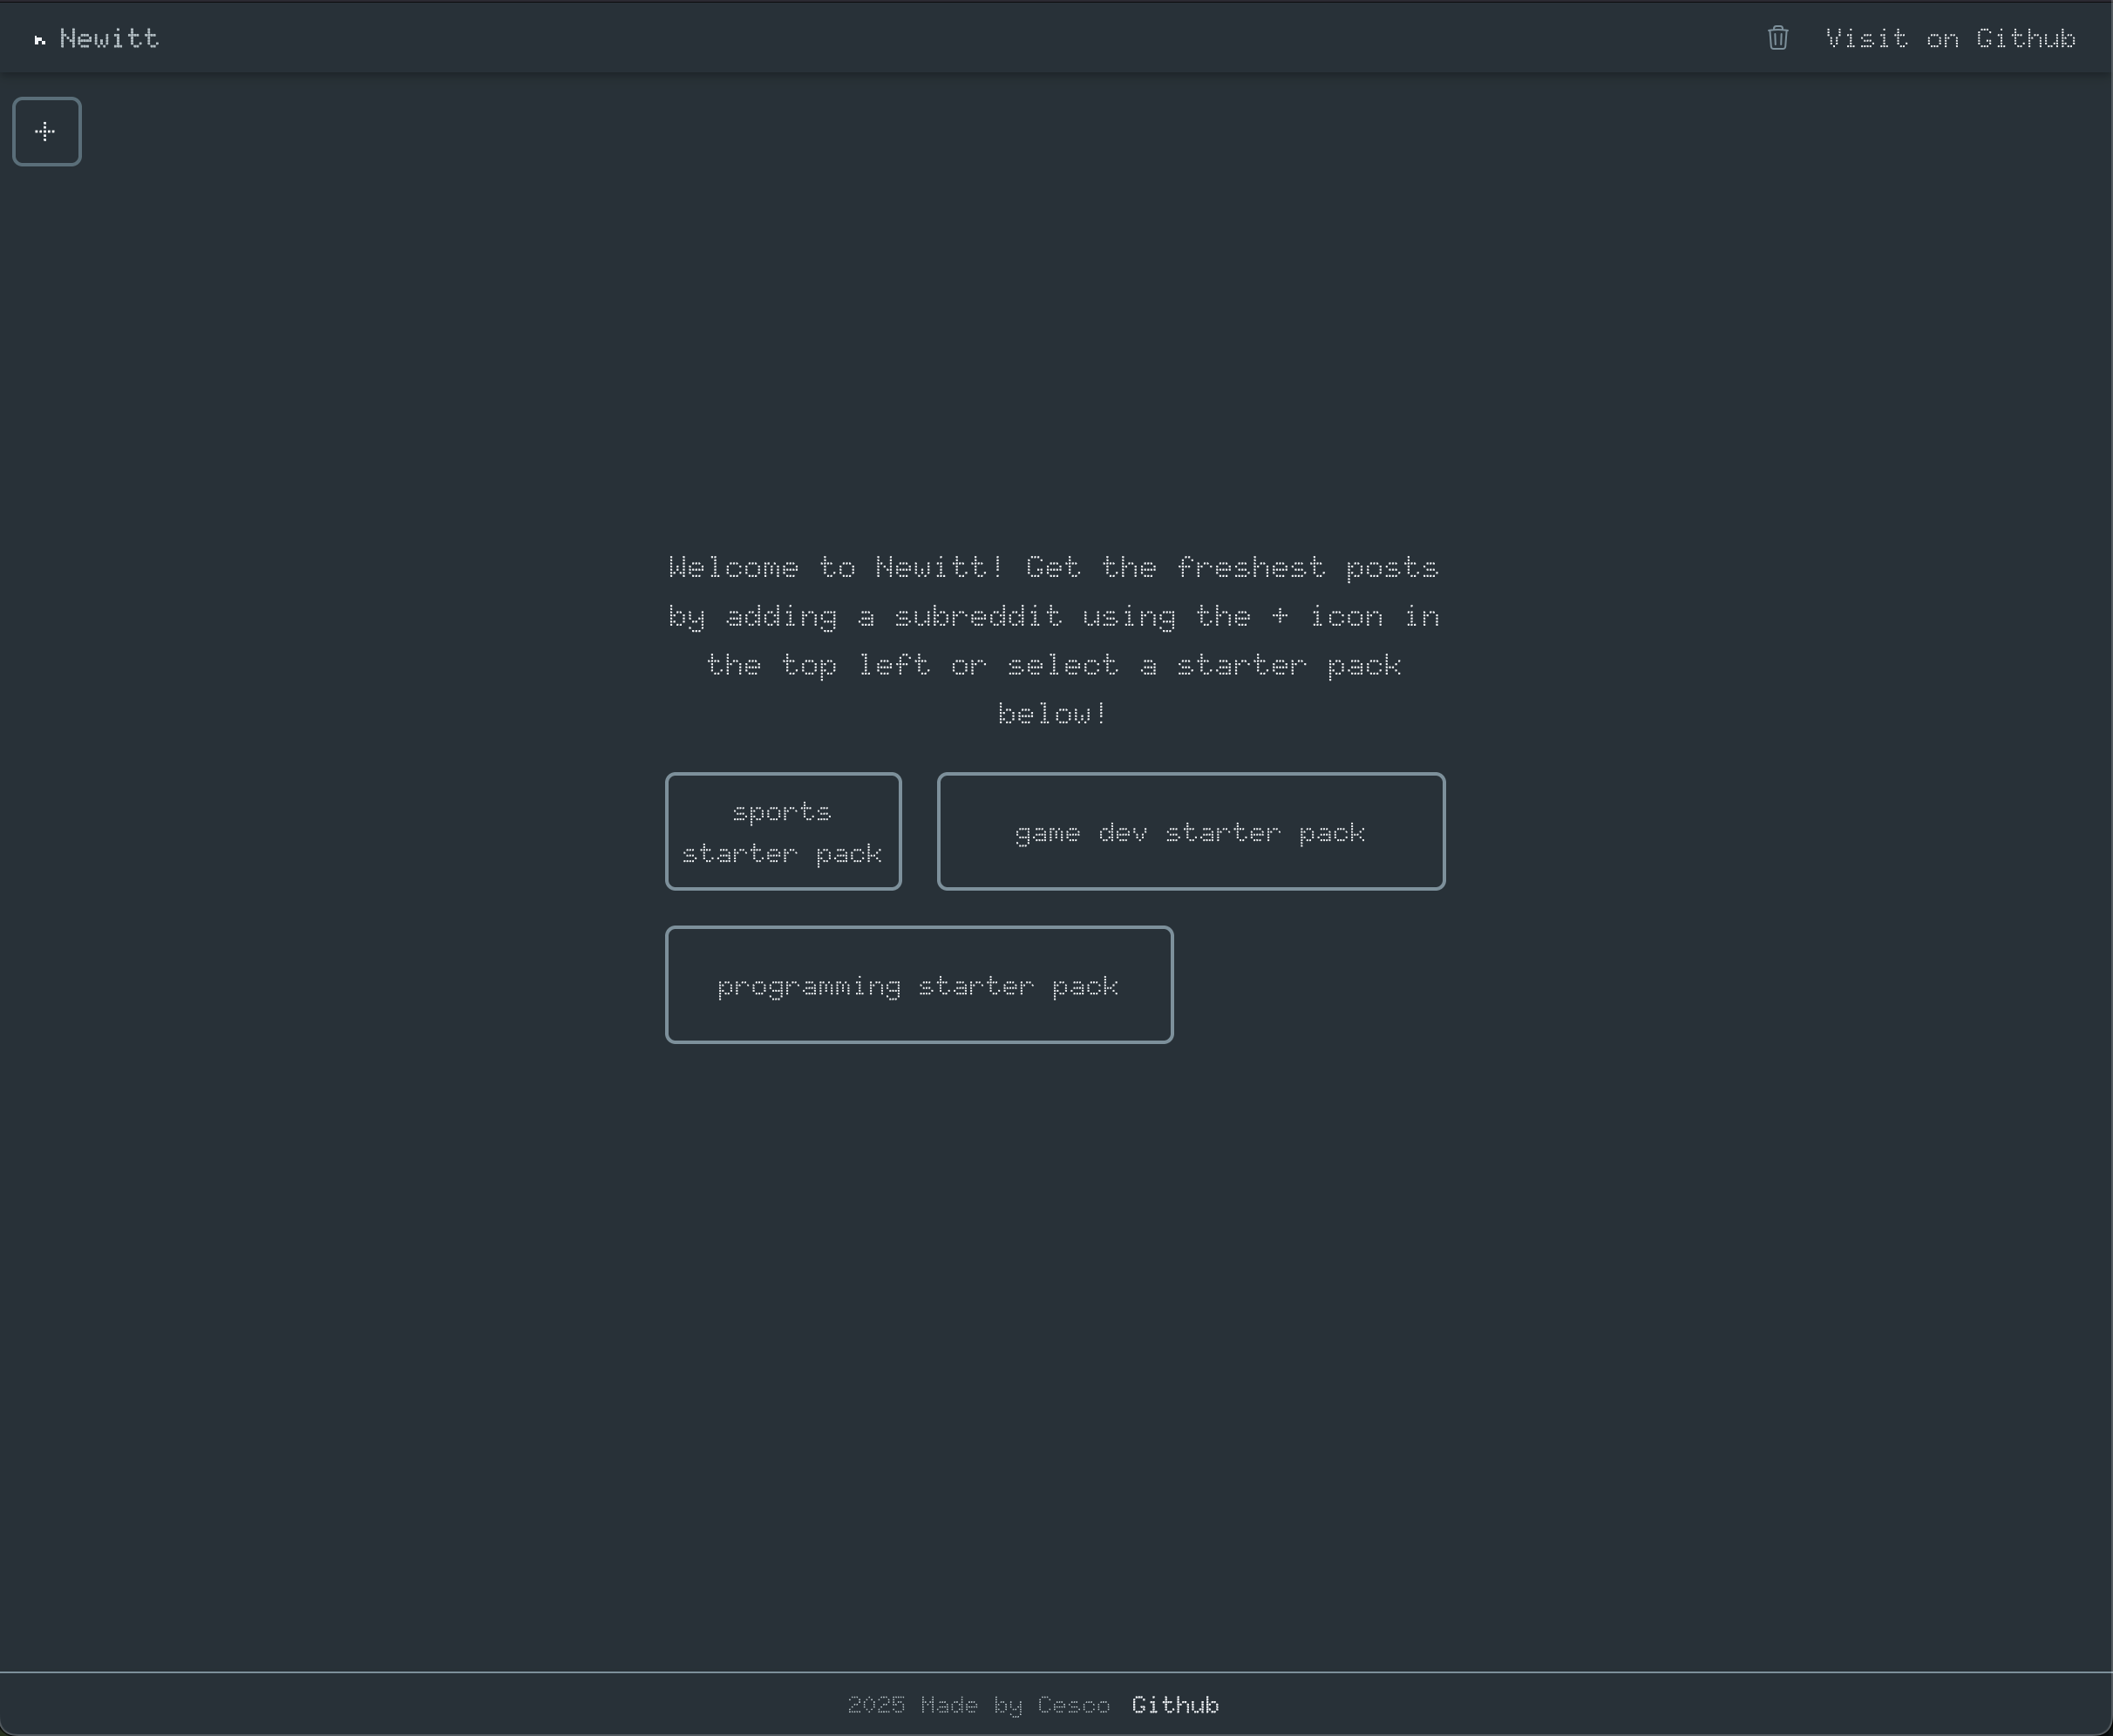 Newitt
Visit on Github
+
Welcome to Newitt! Get the freshest posts
by adding a subreddit using the + icon in
the top left or select a starter pack
below!
sports
starter pack
game dev starter pack
programming starter pack
2025 Made by Cesco Github